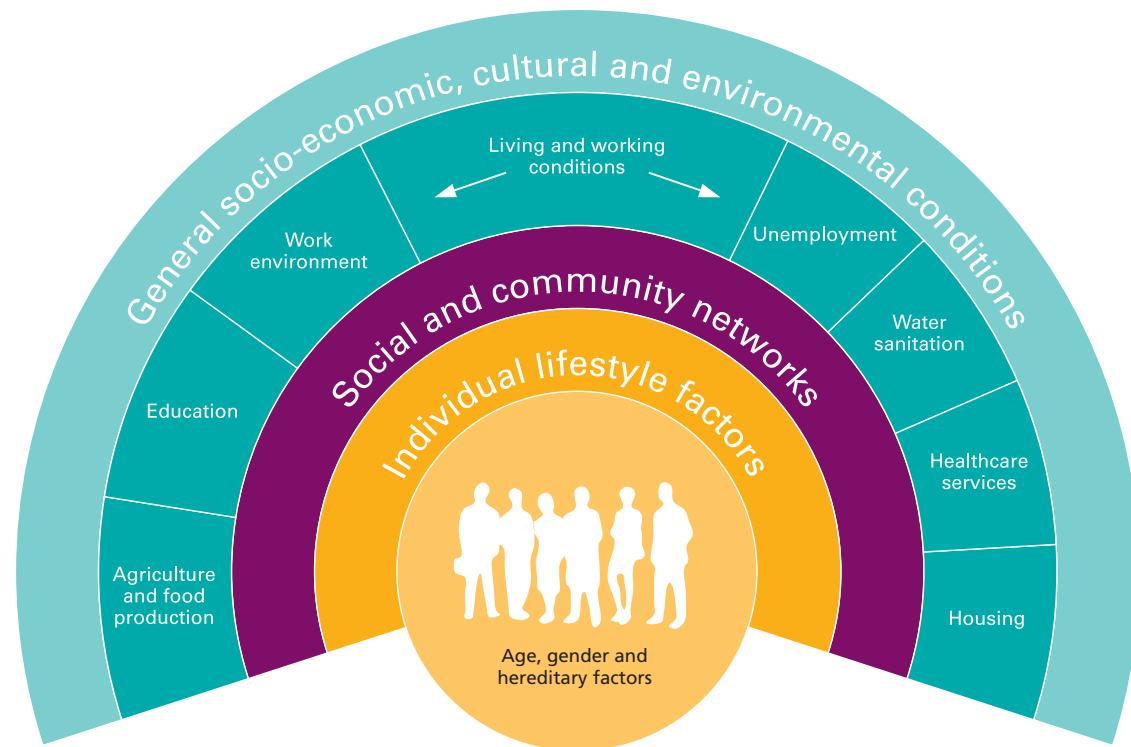 General socio-economic, cultural and environmental conditions
Living and working
conditions
Work
environment
Unemployment
Education
Water
sanitation
Agriculture
and food
production
Healthcare
services
Housing
Social and community networks
Individual lifestyle factors
Age, gender and
hereditary factors